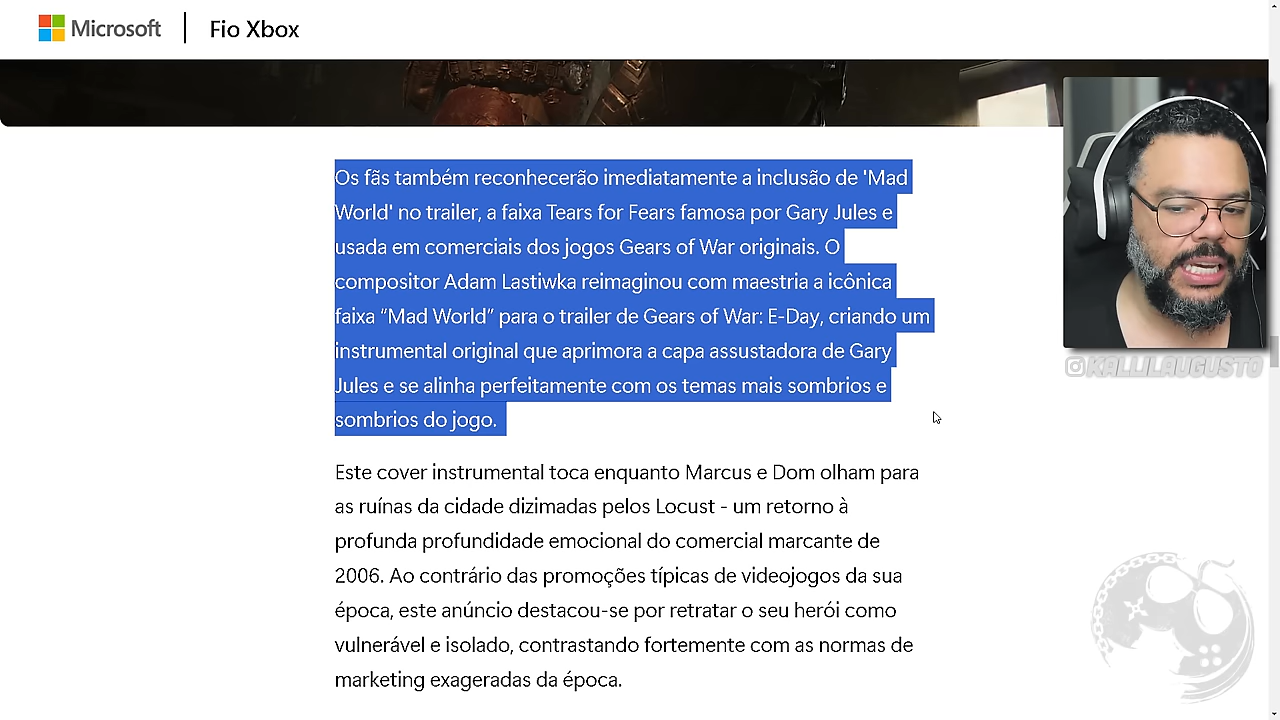 Microsoft | Fio Xbox
Os fãs também reconhecerão imediatamente a inclusão de 'Mad
World' no trailer, a faixa Tears for Fears famosa por Gary Jules e
usada em comerciais dos jogos Gears of War originais. O
compositor Adam Lastiwka reimaginou com maestria a icônica
faixa “Mad World” para o trailer de Gears of War: E-Day, criando um
instrumental original que aprimora a capa assustadora de Gary
Jules e se alinha perfeitamente com os temas mais sombrios e
sombrios do jogo.
@KALLILAUGUSTO
Este cover instrumental toca enquanto Marcus e Dom olham para
as ruínas da cidade dizimadas pelos Locust - um retorno à
profunda profundidade emocional do comercial marcante de
2006. Ao contrário das promoções típicas de videojogos da sua
época, este anúncio destacou-se por retratar o seu herói como
vulnerável e isolado, contrastando fortemente com as normas de
marketing exageradas da época.